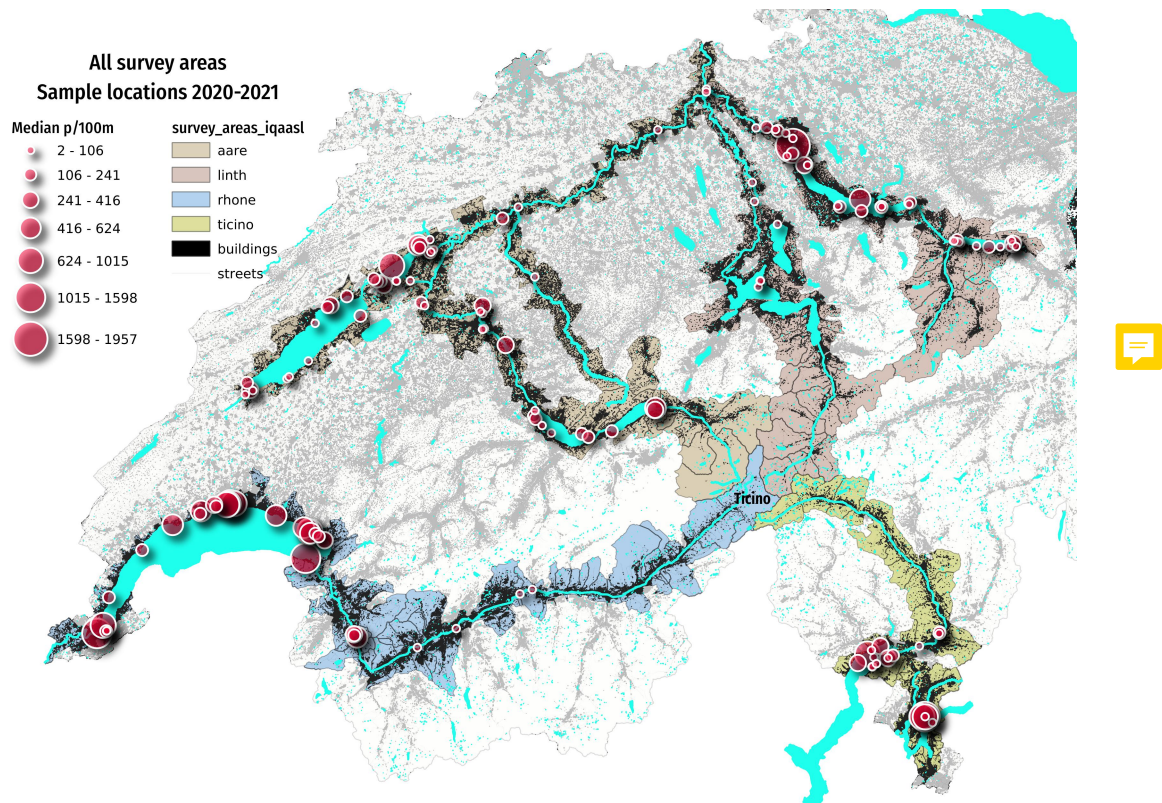 All survey areas
Sample locations 2020-2021
Median p/100m
2 - 106
106 - 241
241 - 416
416 - 624
624 - 1015
1015 - 1598
1598 - 1957
survey_areas_iqaasl
aare
linth
rhone
ticino
buildings
streets
Ticino